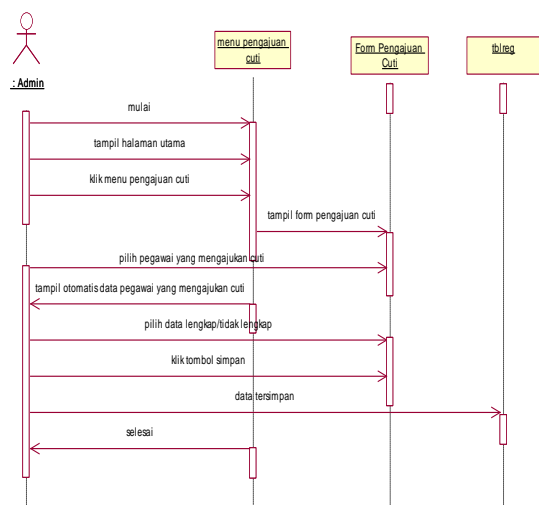 menu pengajuan
cuti
Form Pengajuan
Cuti
tblreg
: Admin
mulai
tampil halaman utama
klik menu pengajuan cuti
tampil form pengajuan cuti
pilih pegawai yang mengajukan cuti
tampil otomatis data pegawai yang mengajukan cuti
pilih data lengkap/tidak lengkap
klik tombol simpan
data tersimpan
selesai